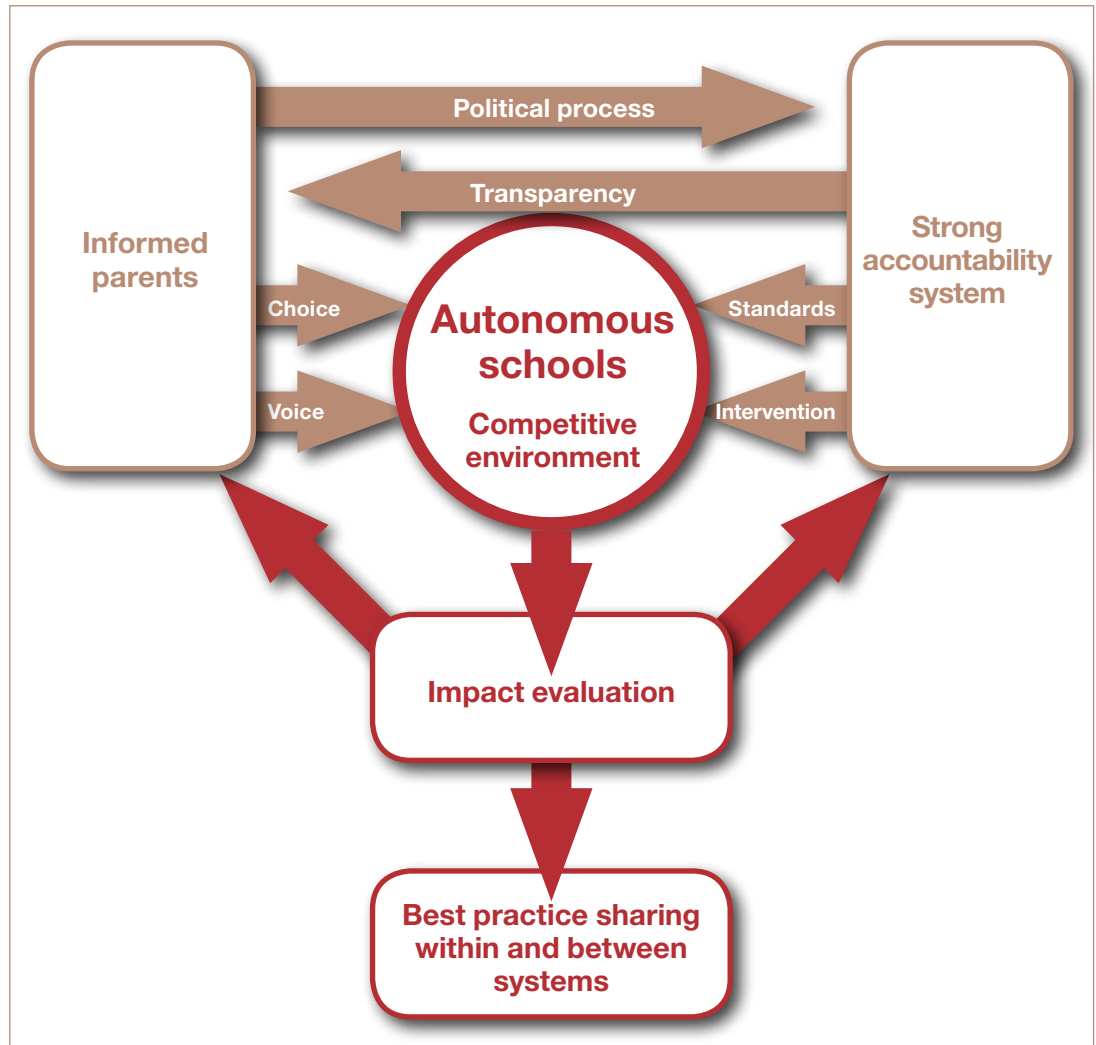 Political process
Transparency
Informed
parents
Strong
accountability
system
Choice
Standards
Voice
Intervention
Autonomous
schools
Competitive
environment
Impact evaluation
Best practice sharing
within and between
systems